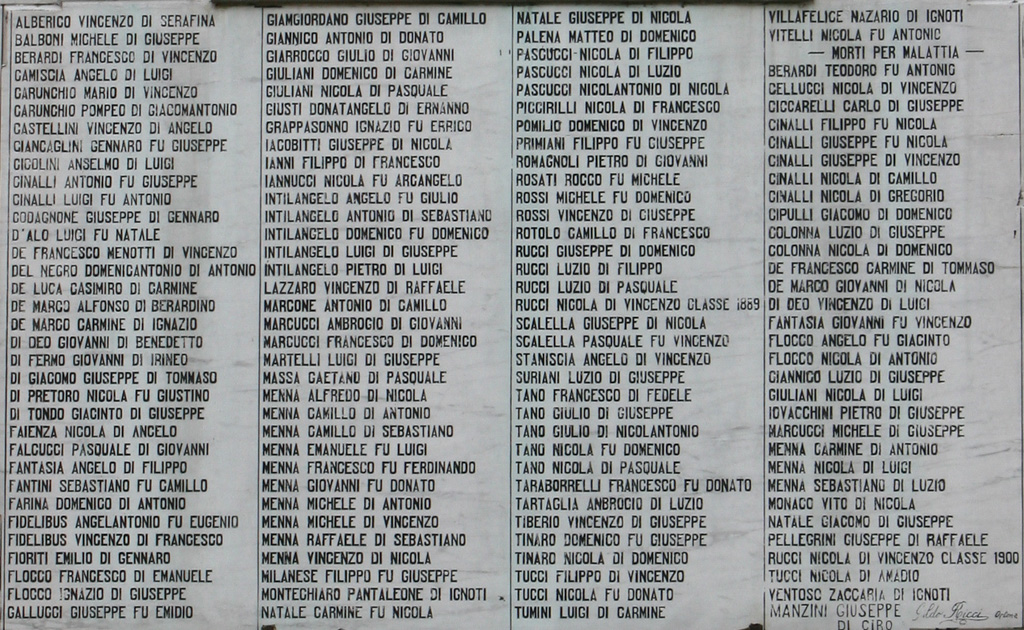 ALBERICO VINCENZO DI SERAFINA
BALBONI MICHELE DI GIUSEPPE
BERARDI FRANCESCO DI VINCENZO
CAMISCIA ANGELO DI LUIGI
CARUNCHIO MARIO DI VINCENZO
CARUNCHIO POMPEO DI GIACOMANTONIO
CASTELLINI VINCENZO DI ANGELO
CIANCAGLINI GENNARO FU GIUSEPPE
CICOLINI ANSELMO DI LUIGI
CINALLI ANTONIO FU GIUSEPPE
CINALLI LUIGI FU ANTONIO
CODAGNONE GIUSEPPE DI GENNARO
D'ALO LUIGI FU NATALE
DE FRANCESCO MENOTTI DI VINCENZO
DEL NEGRO DOMENICANTONIO DI ANTONIO
DE LUCA CASIMIRO DI CARMINE
DE MARCO ALFONSO DI BERARDINO
DE MARCO CARMINE DI IGNAZIO
DI DEO GIOVANNI DI BENEDETTO
DI FERMO GIOVANNI DI IRINEO
DI GIACOMO GIUSEPPE DI TOMMASO
DI PRETORO NICOLA FU GIUSTINO
DI TONDO GIACINTO DI GIUSEPPE
FAIENZA NICOLA DI ANGELO
FALCUCCI PASQUALE DI GIOVANNI
FANTASIA ANGELO DI FILIPPO
FANTINI SEBASTIANO FU CAMILLO
FARINA DOMENICO DI ANTONIO
FIDELIBUS ANGELANTONIO FU EUGENIO
FIDELIBUS VINCENZO DI FRANCESCO
FIORITI EMILIO DI GENNARO
FLOCCO FRANCESCO DI EMANUELE
FLOCCO IGNAZIO DI GIUSEPPE
GALLUCCI GIUSEPPE FU EMIDIO
GIAMGIORDANO GIUSEPPE DI CAMILLO
GIANNICO ANTONIO DI DONATO
GIARROCCO GIULIO DI GIOVANNI
GIULIANI DOMENICO DI CARMINE
GIULIANI NICOLA DI PASQUALE
GIUSTI DONATANGELO DI ERNANNO
GRAPPASONNO IGNAZIO FU ERRICO
IACOBITTI GIUSEPPE DI NICOLA
IANNI FILIPPO DI FRANCESCO
IANNUCCI NICOLA FU ARCANGELO
INTILANGELO ANGELO FU GIULIO
INTILANGELO ANTONIO DI SEBASTIANO
INTILANGELO DOMENICO FU DOMENICO
INTILANGELO LUIGI DI GIUSEPPE
INTILANGELO PIETRO DI LUIGI
LAZZARO VINCENZO DI RAFFAELE
MARCONE ANTONIO DI CAMILLO
MARCUCCI AMBROGIO DI GIOVANNI
MARCUCCI FRANCESCO DI DOMENICO
MARTELLI LUIGI DI GIUSEPPE
MASSA GAETANO DI PASQUALE
MENNA ALFREDO DI NICOLA
MENNA CAMILLO DI ANTONIO
MENNA CAMILLO DI SEBASTIANO
MENNA EMANUELE FU LUIGI
MENNA FRANCESCO FU FERDINANDO
MENNA GIOVANNI FU DONATO
MENNA MICHELE DI ANTONIO
MENNA MICHELE DI VINCENZO
MENNA RAFFAELE DI SEBASTIANO
MENNA VINCENZO DI NICOLA
MILANESE FILIPPO FU GIUSEPPE
MONTECHIARO PANTALEONE DI IGNOTI
NATALE CARMINE FU NICOLA
NATALE GIUSEPPE DI NICOLA
PALENA MATTEO DI DOMENICO
PASCUCCI NICOLA DI FILIPPO
PASCUCCI NICOLA DI LUZIO
PASCUCCI NICOLANTONIO DI NICOLA
PICCIRILLI NICOLA DI FRANCESCO
POMILIO DOMENICO DI VINCENZO
PRIMIANI FILIPPO FU GIUSEPPE
ROMAGNOLI PIETRO DI GIOVANNI
ROSATI ROCCO FU MICHELE
ROSSI MICHELE FU DOMENICO
ROSSI VINCENZO DI GIUSEPPE
ROTOLO CAMILLO DI FRANCESCO
RUCCI GIUSEPPE DI DOMENICO
RUCCI LUZIO DI FILIPPO
RUCCI LUZIO DI PASQUALE
RUCCI NICOLA DI VINCENZO CLASSE 1889
SCALELLA GIUSEPPE DI NICOLA
SCALELLA PASQUALE FU VINCENZO
STANISCIA ANGELO DI VINCENZO
SURIANI LUZIO DI GIUSEPPE
TANO FRANCESCO DI FEDELE
TANO GIULIO DI GIUSEPPE
TANO GIULIO DI NICOLANTONIO
TANO NICOLA FU DOMENICO
TANO NICOLA DI PASQUALE
TARABORRELLI FRANCESCO FU DONATO
TARTAGLIA AMBROGIO DI LUZIO
TIBERIO VINCENZO DI GIUSEPPE
TINARO DOMENICO FU GIUSEPPE
TINARO NICOLA DI DOMENICO
TUCCI FILIPPO DI VINCENZO
TUCCI NICOLA FU DONATO
TUMINI LUIGI DI CARMINE
VILLAFELICE NAZARIO DI IGNOTI
VITELLI NICOLA FU ANTONIO
— MORTI PER MALATTIA —
BERARDI TEODORO FU ANTONIO
CELLUCCI NICOLA DI VINCENZO
CICCARELLI CARLO DI GIUSEPPE
CINALLI FILIPPO FU NICOLA
CINALLI GIUSEPPE FU NICOLA
CINALLI GIUSEPPE DI VINCENZO
CINALLI NICOLA DI CAMILLO
CINALLI NICOLA DI GREGORIO
CIPULLI GIACOMO DI DOMENICO
COLONNA LUZIO DI GIUSEPPE
COLONNA NICOLA DI DOMENICO
DE FRANCESCO CARMINE DI TOMMASO
DE MARCO GIOVANNI DI NICOLA
DI DEO VINCENZO DI LUIGI
FANTASIA GIOVANNI FU VINCENZO
FLOCCO ANGELO FU GIACINTO
FLOCCO NICOLA DI ANTONIO
GIANNICO LUZIO DI GIUSEPPE
GIULIANI NICOLA DI LUIGI
IOVACCHINI PIETRO DI GIUSEPPE
MARCUCCI MICHELE DI GIUSEPPE
MENNA CARMINE DI ANTONIO
MENNA NICOLA DI LUIGI
MENNA SEBASTIANO DI LUZIO
MONACO VITO DI NICOLA
NATALE GIACOMO DI GIUSEPPE
PELLEGRINI GIUSEPPE DI RAFFAELE
RUCCI NICOLA DI VINCENZO CLASSE 1900
TUCCI NICOLA DI AMADIO
VENTOSO ZACCARIA DI IGNOTI
MANZINI GIUSEPPE
DI CIRO
Ricci